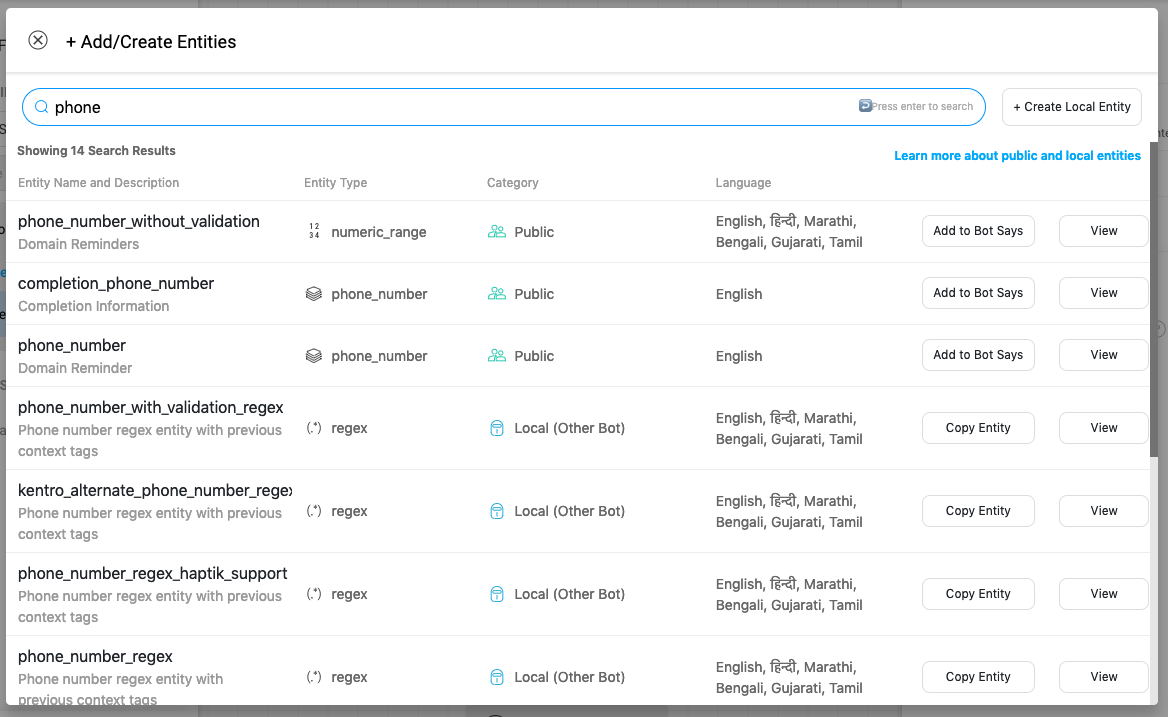 + Add/Create Entities
phone
Press enter to search
+ Create Local Entity
Showing 14 Search Results
Learn more about public and local entities
Entity Name and Description Entity Type Category Language
phone_number_without_validation
Domain Reminders
12
34
numeric_range
Public
English, हिन्दी, Marathi,
Bengali, Gujarati, Tamil
Add to Bot Says
View
completion_phone_number
Completion Information
phone_number
Public
English
Add to Bot Says
View
phone_number
Domain Reminder
phone_number
Public
English
Add to Bot Says
View
phone_number_with_validation_regex
Phone number regex entity with previous
context tags
(.*) regex
Local (Other Bot)
English, हिन्दी, Marathi,
Bengali, Gujarati, Tamil
Copy Entity
View
kentro_alternate_phone_number_regex
Phone number regex entity with previous
context tags
(.*) regex
Local (Other Bot)
English, हिन्दी, Marathi,
Bengali, Gujarati, Tamil
Copy Entity
View
phone_number_regex_haptik_support
Phone number regex entity with previous
context tags
(.*) regex
Local (Other Bot)
English, हिन्दी, Marathi,
Bengali, Gujarati, Tamil
Copy Entity
View
phone_number_regex
Phone number regex entity with
previous context tags
(.*) regex
Local (Other Bot)
English, हिन्दी, Marathi,
Bengali, Gujarati, Tamil
Copy Entity
View